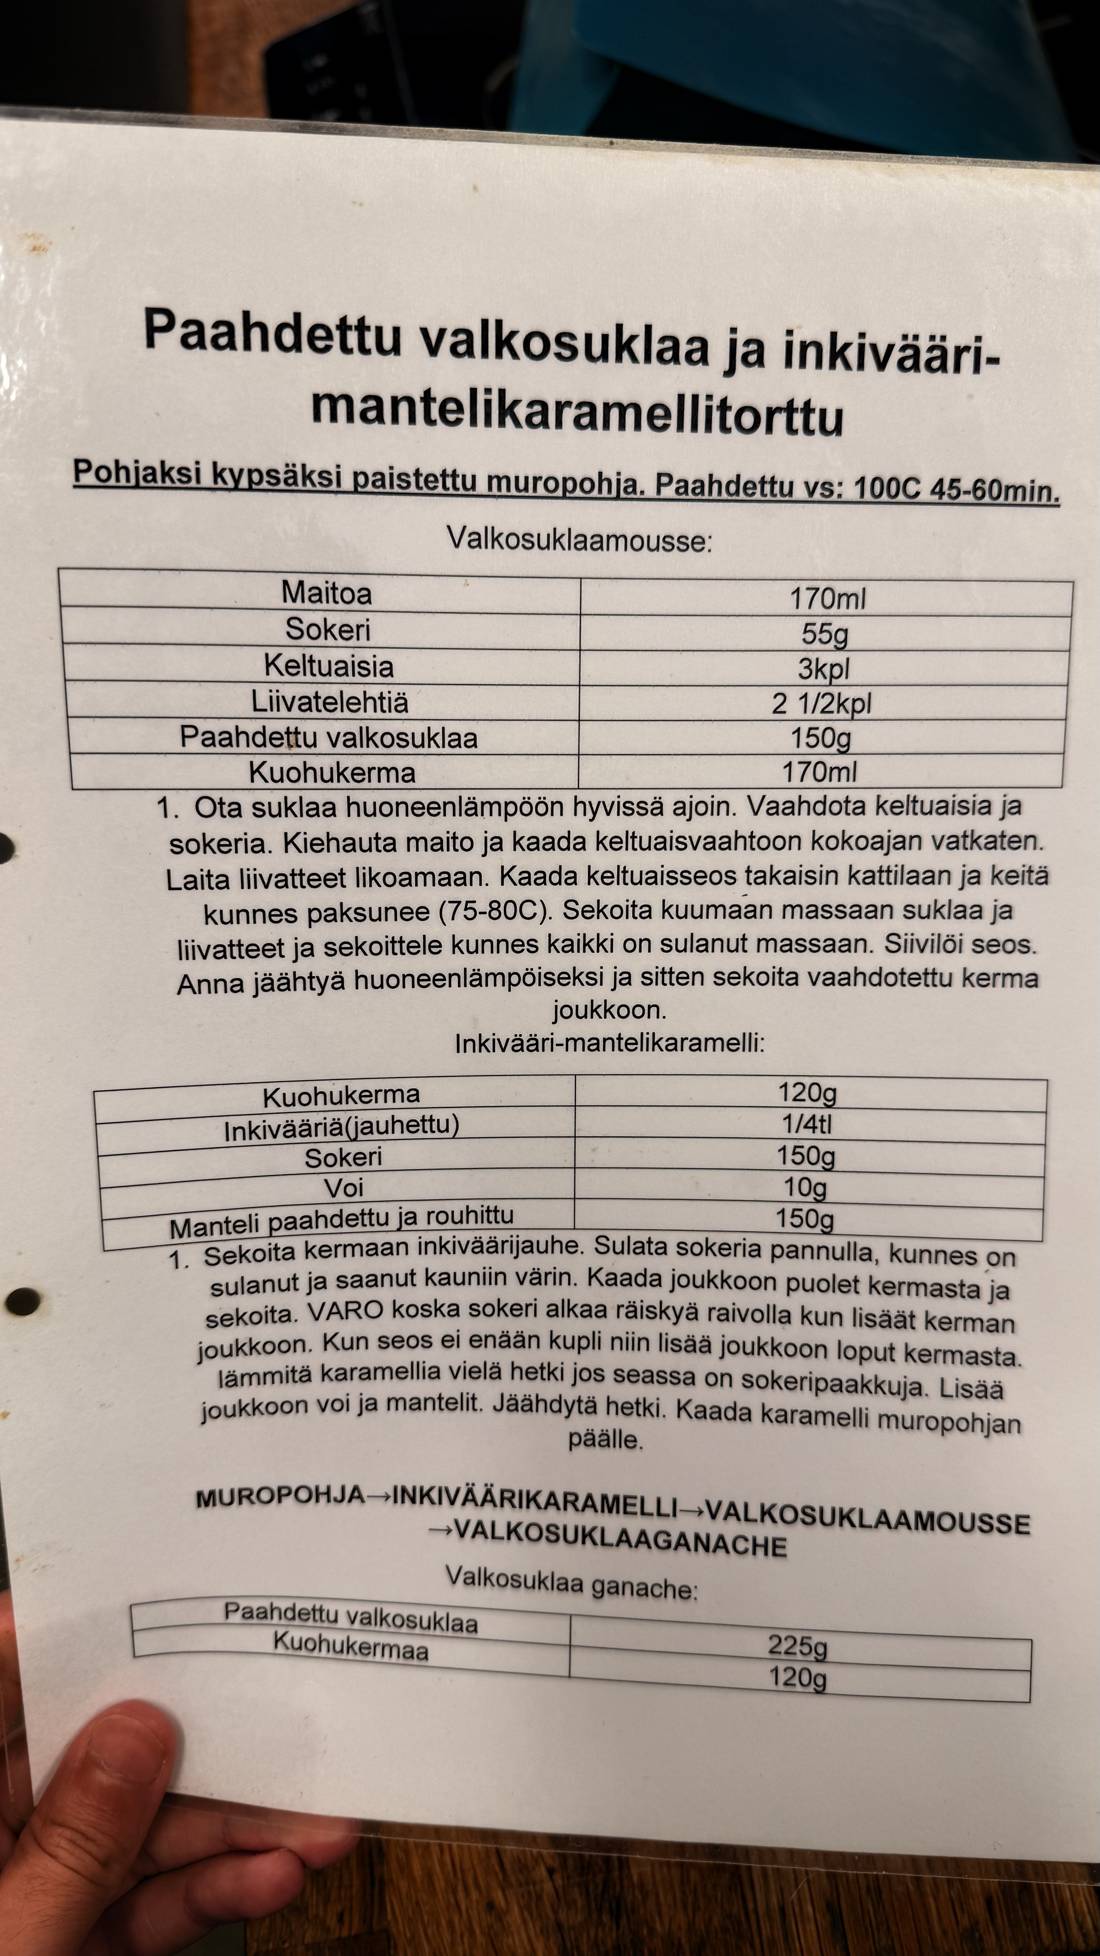 Paahdettu valkosuklaa ja inkivääri-
mantelikaramellitorttu
Pohjaksi kypsäksi paistettu muropohja. Paahdettu vs: 100C 45-60min.
Valkosuklaamousse:
Maitoa 170ml
Sokeri 55g
Keltuaisia 3kpl
Liivatelehtiä 2 1/2kpl
Paahdettu valkosuklaa 150g
Kuohukerma 170ml
1. Ota suklaa huoneenlämpöön hyvissä ajoin. Vaahdota keltuaisia ja
sokeria. Kiehauta maito ja kaada keltuaisvaahtoon kokoajan vatkaten.
Laita liivatteet likoamaan. Kaada keltuaisseos takaisin kattilaan ja keitä
kunnes paksunee (75-80C). Sekoita kuumaan massaan suklaa ja
liivatteet ja sekoittele kunnes kaikki on sulanut massaan. Siivilöi seos.
Anna jäähtyä huoneenlämpöiseksi ja sitten sekoita vaahdotettu kerma
joukkoon.
Inkivääri-mantelikaramelli:
Kuohukerma 120g
Inkivääriä(jauhettu) 1/4tl
Sokeri 150g
Voi 10g
Manteli paahdettu ja rouhittu 150g
1. Sekoita kermaan inkiväärijauhe. Sulata sokeria pannulla, kunnes on
sulanut ja saanut kauniin värin. Kaada joukkoon puolet kermasta ja
sekoita. VARO koska sokeri alkaa räiskyä raivolla kun lisäät kerman
joukkoon. Kun seos ei enään kupli niin lisää joukkoon loput kermasta.
lämmitä karamellia vielä hetki jos seassa on sokeripaakkuja. Lisää
joukkoon voi ja mantelit. Jäähdytä hetki. Kaada karamelli muropohjan
päälle.
MUROPOHJA→INKIVÄÄRIKARAMELLI→VALKOSUKLAAMOUSSE
→VALKOSUKLAAGANACHE
Valkosuklaa ganache:
Paahdettu valkosuklaa 225g
Kuohukermaa 120g